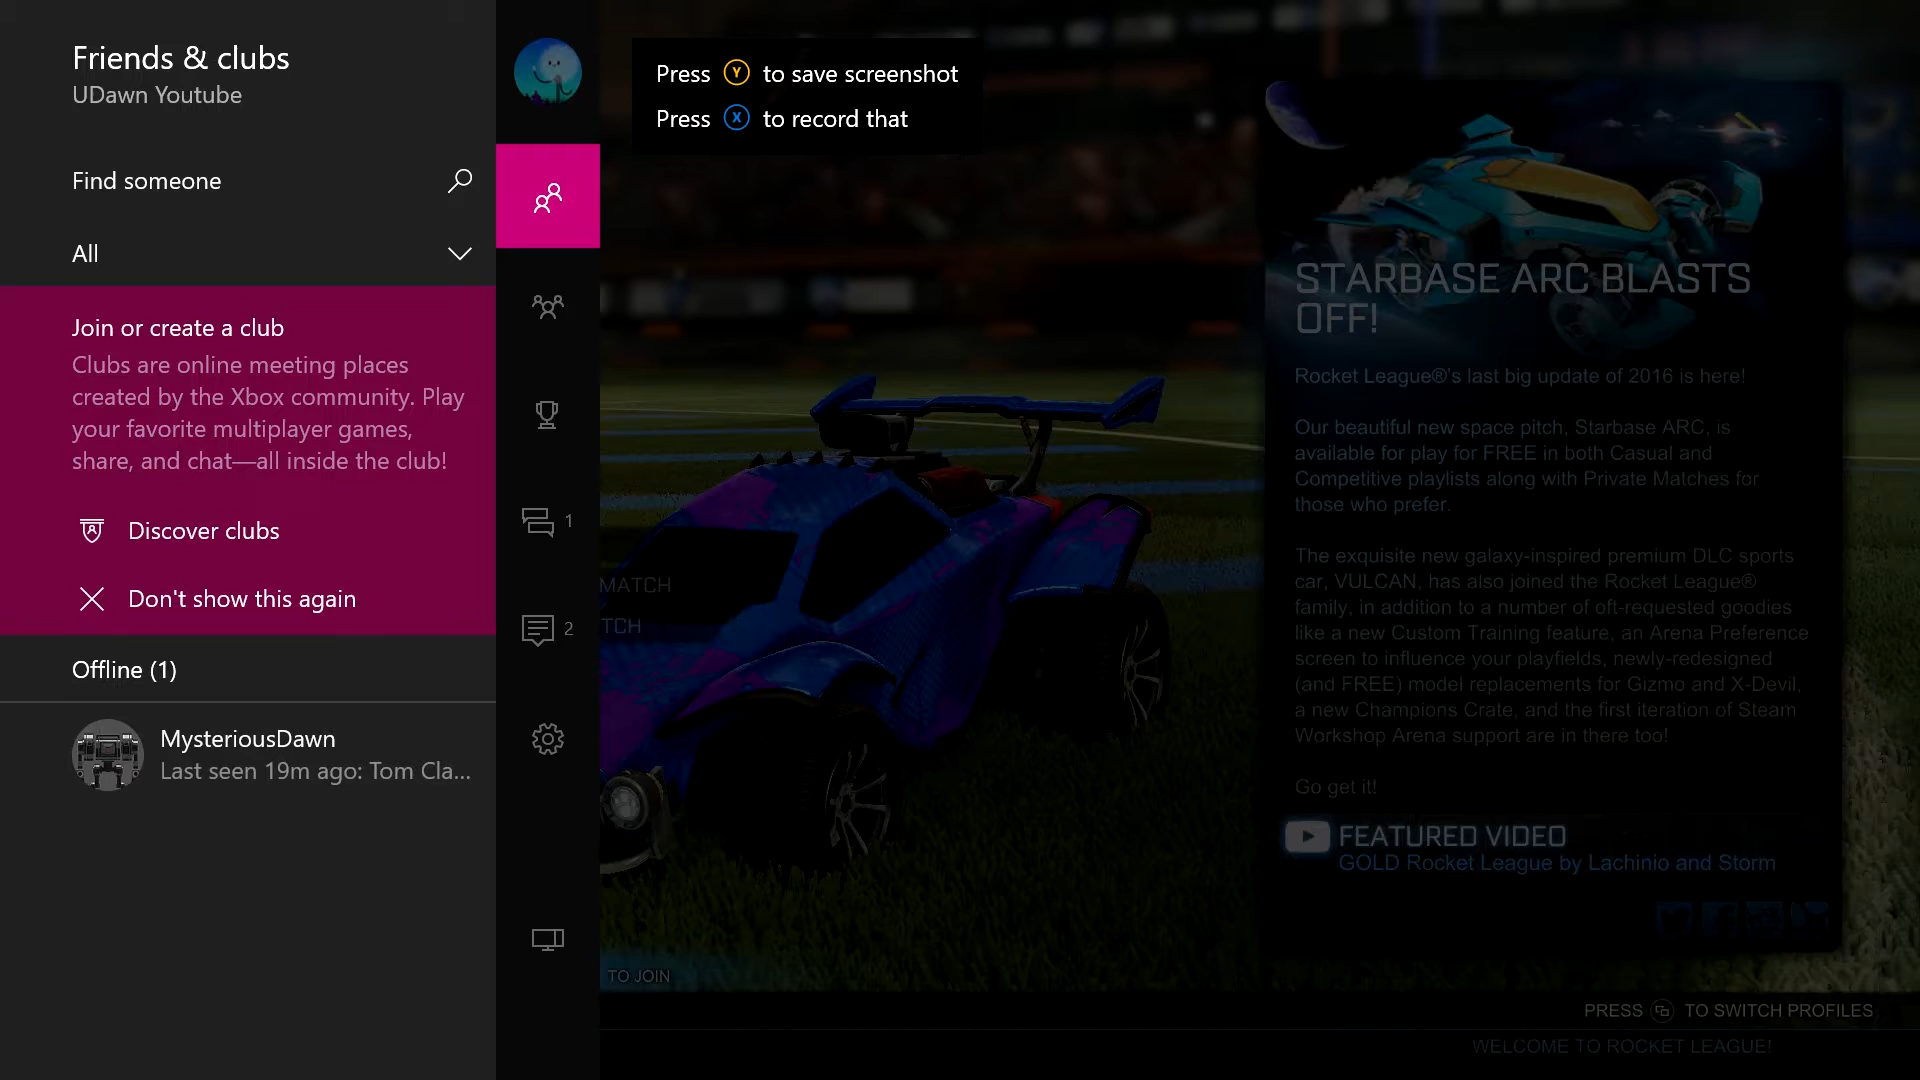 Friends & clubs
UDawn Youtube
Find someone
All
Join or create a club
Clubs are online meeting places
created by the Xbox community. Play
your favorite multiplayer games,
share, and chat—all inside the club!
Discover clubs
Don't show this again
Offline (1)
MysteriousDawn
Last seen 19m ago: Tom Cla...
1
2
Press Y to save screenshot
Press X to record that
MATCH
TCH
TO JOIN
STARBASE ARC BLASTS
OFF!
Rocket League®'s last big update of 2016 is here!
Our beautiful new space pitch, Starbase ARC, is
available for play for FREE in both Casual and
Competitive playlists along with Private Matches for
those who prefer.
The exquisite new galaxy-inspired premium DLC sports
car, VULCAN, has also joined the Rocket League®
family, in addition to a number of oft-requested goodies
like a new Custom Training feature, an Arena Preference
screen to influence your playfields, newly-redesigned
(and FREE) model replacements for Gizmo and X-Devil,
a new Champions Crate, and the first iteration of Steam
Workshop Arena support are in there too!
Go get it!
FEATURED VIDEO
GOLD Rocket League by Lachinio and Storm
PRESS TO SWITCH PROFILES
WELCOME TO ROCKET LEAGUE!